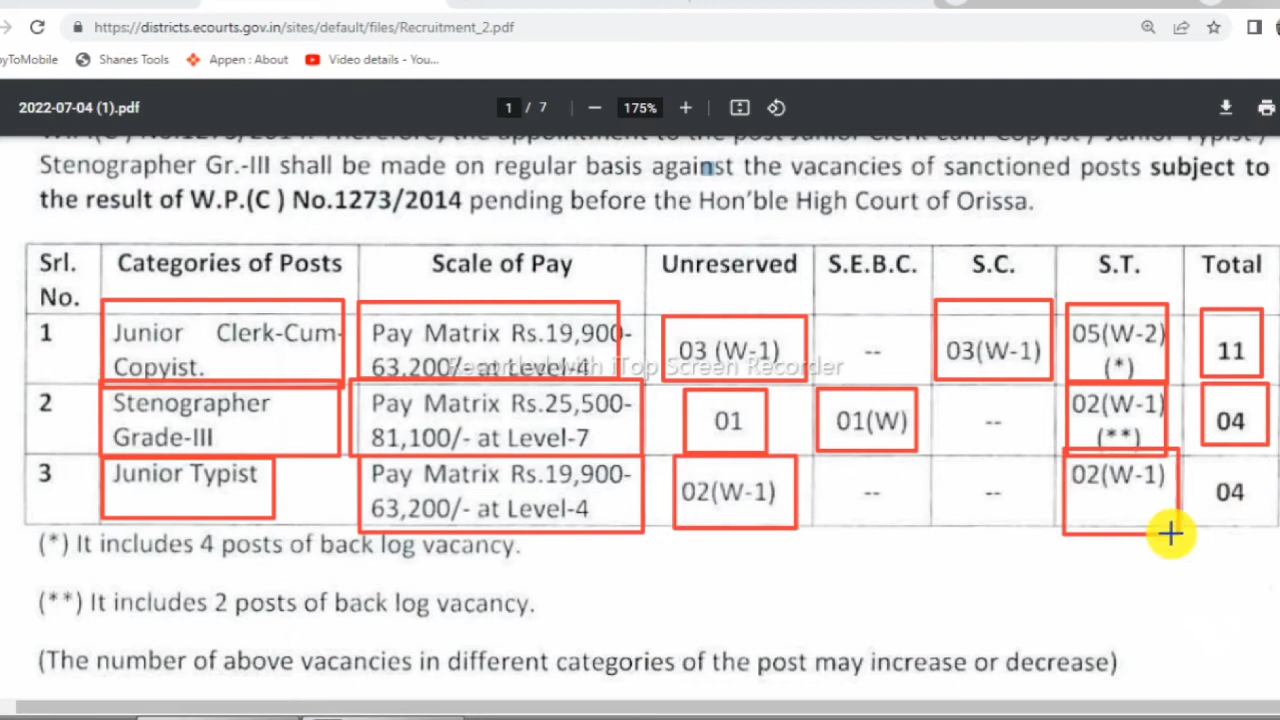 https://districts.ecourts.gov.in/sites/default/files/Recruitment_2.pdf
pyToMobile Shanes Tools Appen : About Video details - You...
2022-07-04 (1).pdf 1 / 7 175%
Stenographer Gr.-III shall be made on regular basis against the vacancies of sanctioned posts subject to
the result of W.P.(C ) No.1273/2014 pending before the Hon'ble High Court of Orissa.
Srl. No. Categories of Posts Scale of Pay Unreserved S.E.B.C. S.C. S.T. Total
1 Junior Clerk-Cum- Pay Matrix Rs.19,900- 03 (W-1) -- 03(W-1) 05(W-2) 11
Copyist. 63,200/- at Level-4 (*)
Recorded with iTop Screen Recorder
2 Stenographer Pay Matrix Rs.25,500- 01 01(W) -- 02(W-1) 04
Grade-III 81,100/- at Level-7 (**)
3 Junior Typist Pay Matrix Rs.19,900- 02(W-1) -- -- 02(W-1) 04
63,200/- at Level-4
(*) It includes 4 posts of back log vacancy.
(**) It includes 2 posts of back log vacancy.
(The number of above vacancies in different categories of the post may increase or decrease)